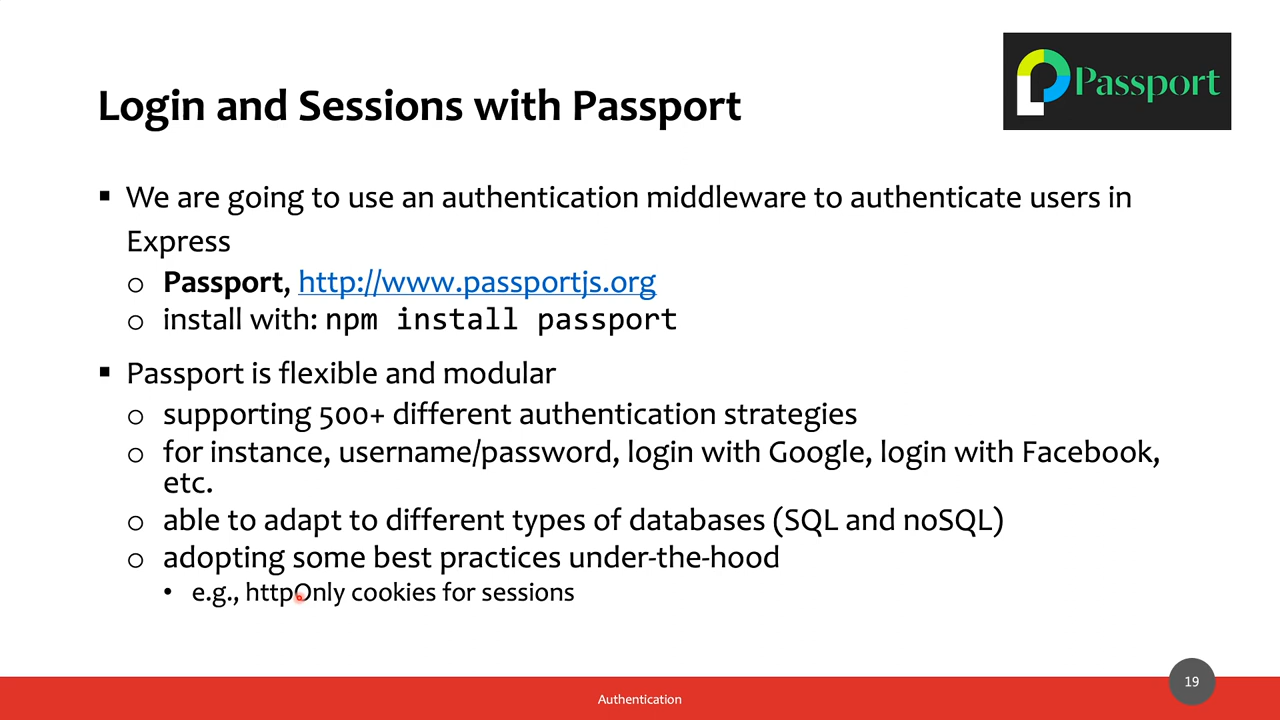 Passport
Login and Sessions with Passport
▪ We are going to use an authentication middleware to authenticate users in
Express
o Passport, http://www.passportjs.org
o install with: npm install passport
▪ Passport is flexible and modular
o supporting 500+ different authentication strategies
o for instance, username/password, login with Google, login with Facebook,
etc.
o able to adapt to different types of databases (SQL and noSQL)
o adopting some best practices under-the-hood
• e.g., httpOnly cookies for sessions
19
Authentication